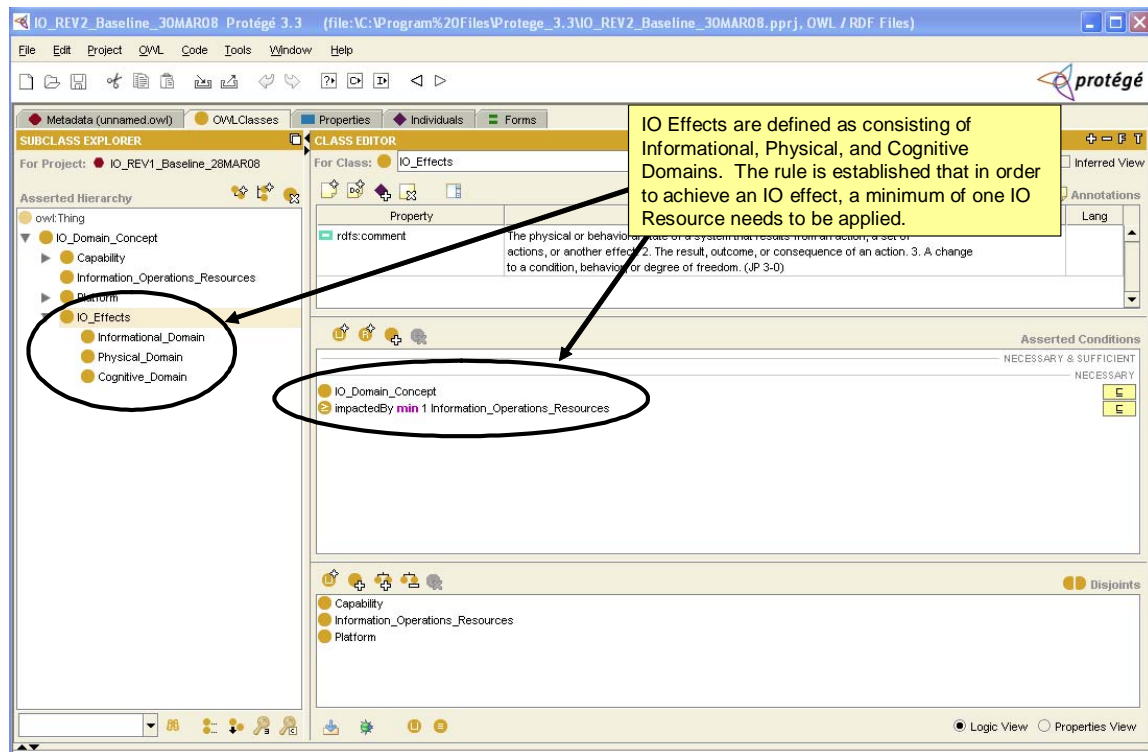 IO_REV2_Baseline_30MAR08 Protégé 3.3 (file:\C:\Program%20Files\Protege_3.3\IO_REV2_Baseline_30MAR08.pprj, OWL / RDF Files)
File Edit Project OWL Code Tools Window Help
protégé
Metadata (unnamed.owl) OWLClasses Properties Individuals Forms
IO Effects are defined as consisting of
Informational, Physical, and Cognitive
Domains. The rule is established that in order
to achieve an IO effect, a minimum of one IO
Resource needs to be applied.
SUBCLASS EXPLORER
For Project: IO_REV1_Baseline_28MAR08
Asserted Hierarchy
owl:Thing
IO_Domain_Concept
Capability
Information_Operations_Resources
Platform
IO_Effects
Informational_Domain
Physical_Domain
Cognitive_Domain
CLASS EDITOR
For Class: IO_Effects
Inferred View
Annotations
Property Lang
rdfs:comment
The physical or behavioral state of a system that results from an action, a set of
actions, or another effect. 2. The result, outcome, or consequence of an action. 3. A change
to a condition, behavior, or degree of freedom. (JP 3-0)
Asserted Conditions
NECESSARY & SUFFICIENT
NECESSARY
IO_Domain_Concept
impactedBy min 1 Information_Operations_Resources
Disjoints
Capability
Information_Operations_Resources
Platform
Logic View Properties View